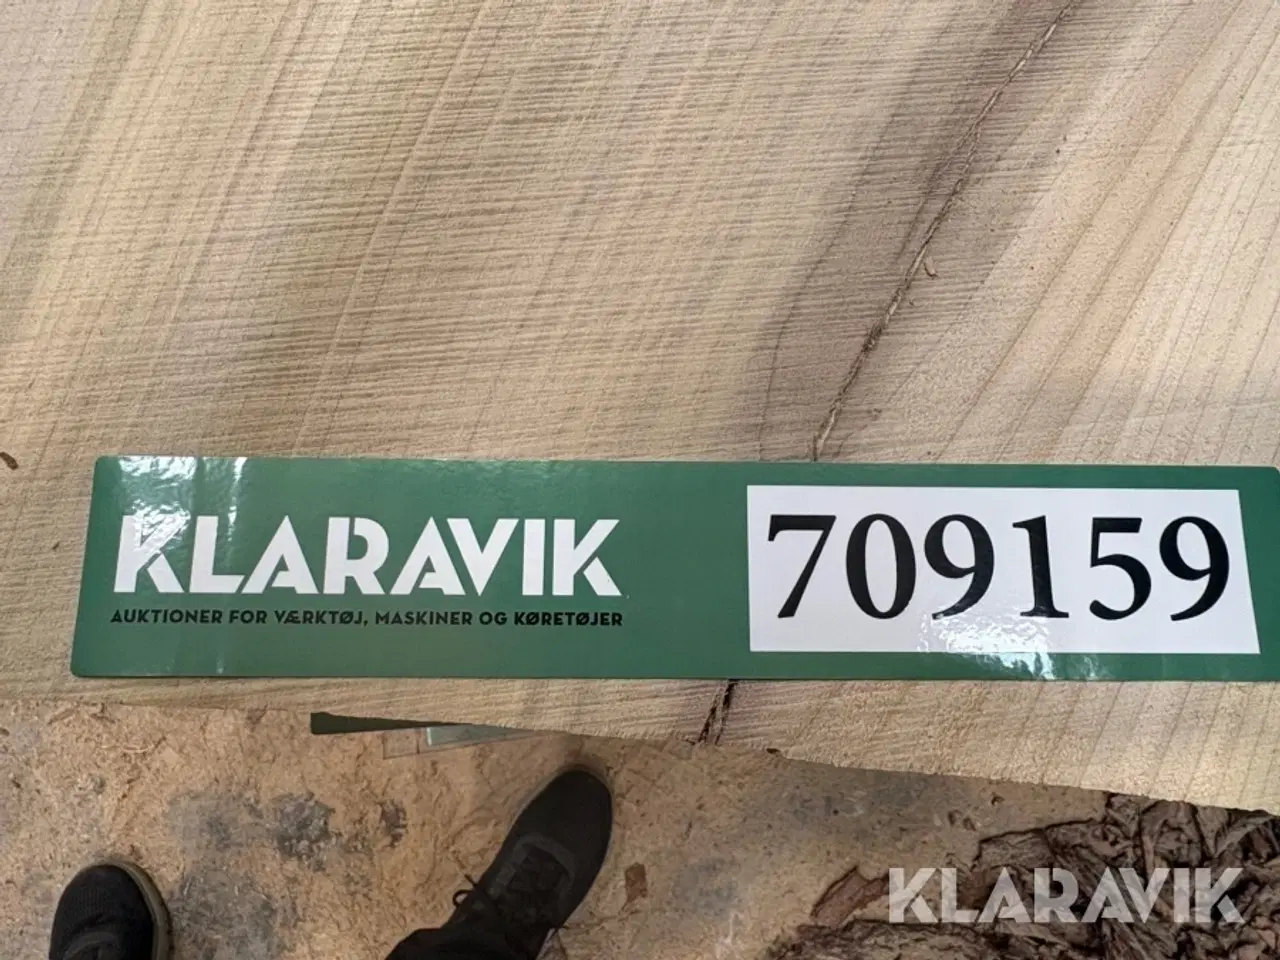 KLARAVIK
AUKTIONER FOR VÆRKTØJ, MASKINER OG KØRETØJER
709159
KLARAVIK